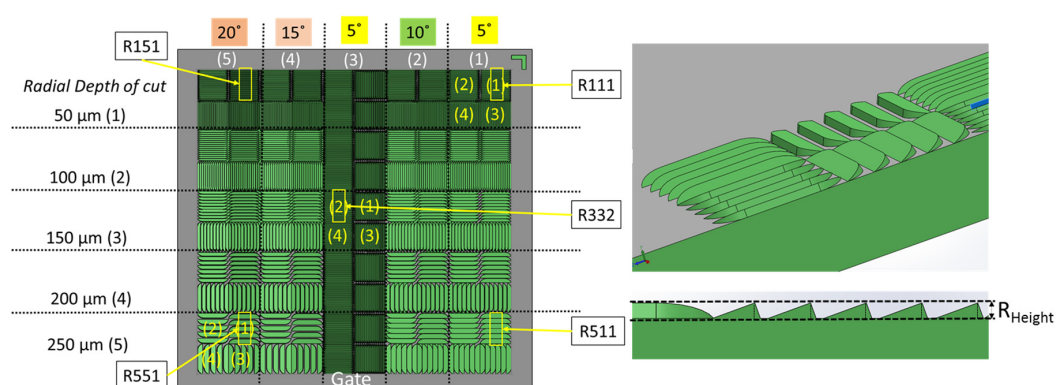 20° 15° 5° 10° 5°
R151
(5) (4) (3) (2) (1)
Radial Depth of cut
(2) (1)
R111
50 µm (1)
(4) (3)
100 µm (2)
(2) (1)
R332
150 µm (3)
(4) (3)
200 µm (4)
RHeight
(2) (1)
R511
250 µm (5)
(4) (3)
R551
Gate